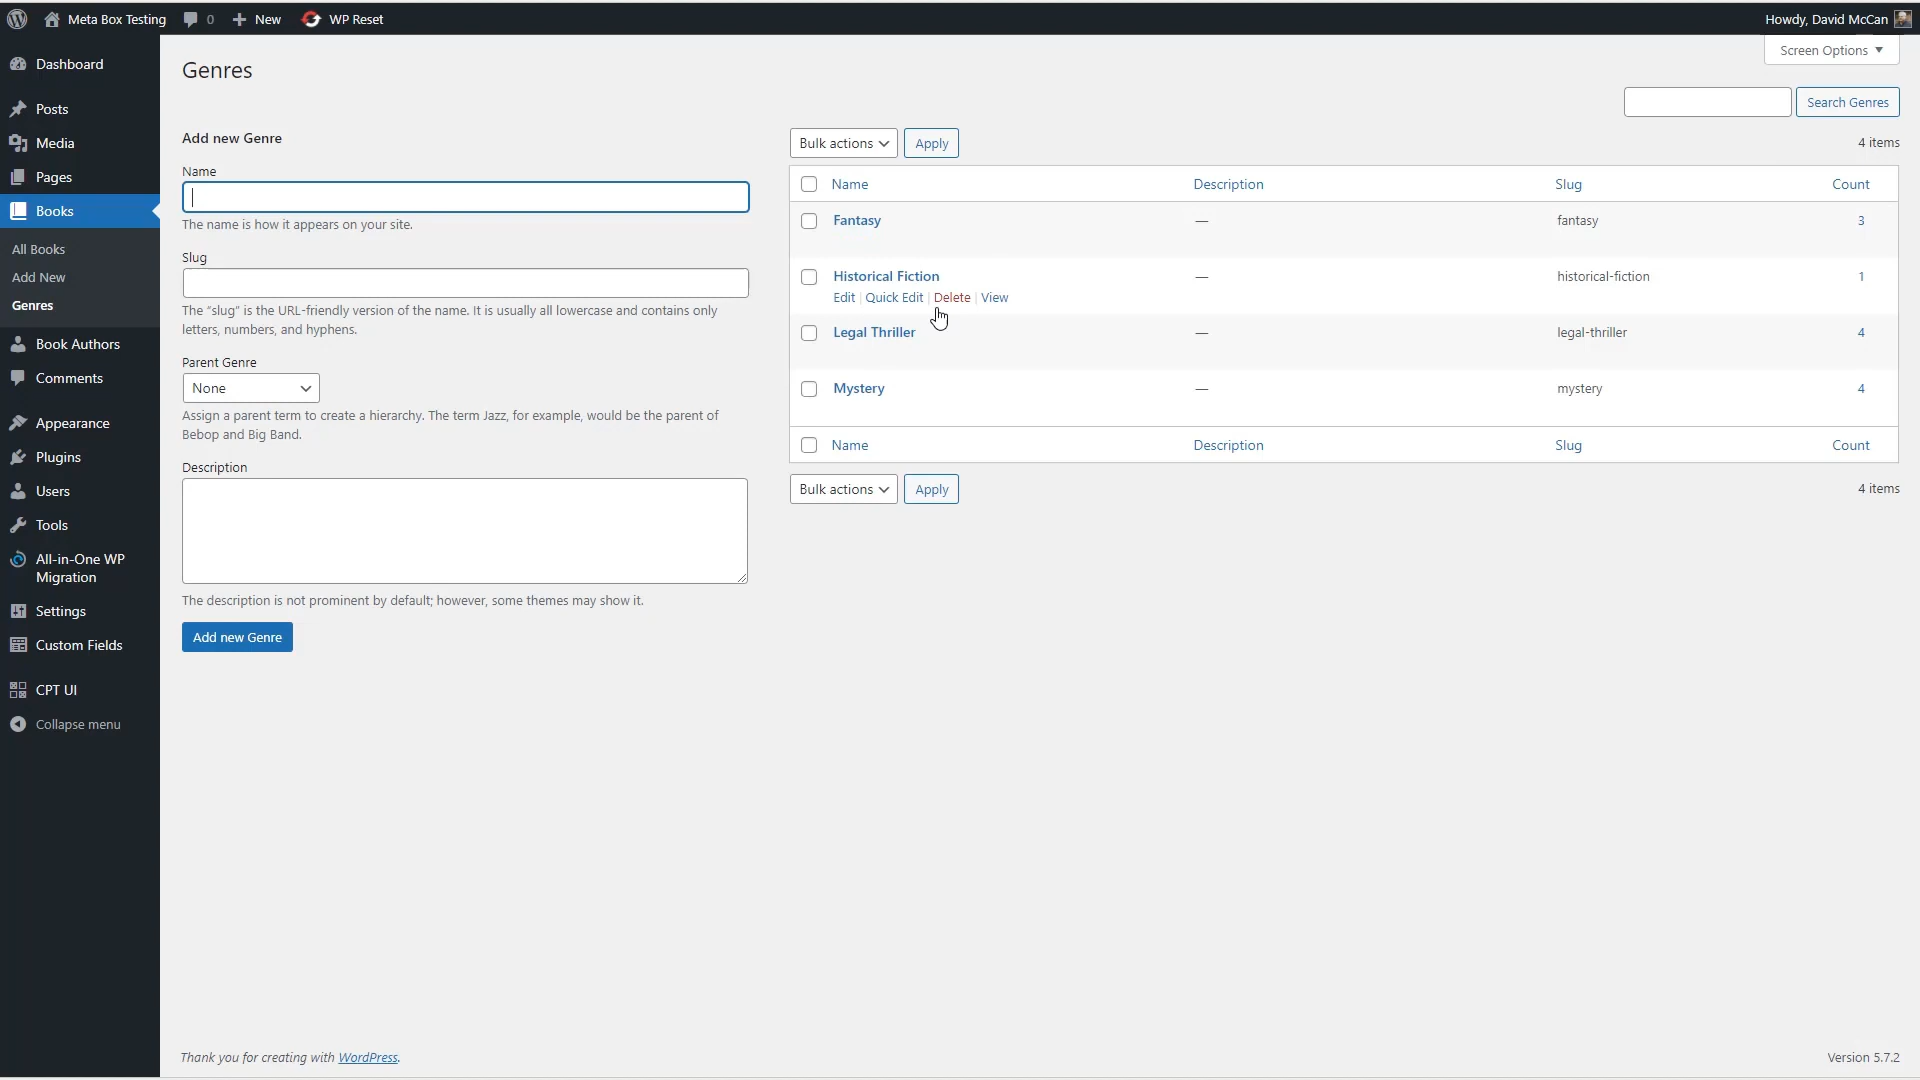 Meta Box Testing
0
New
WP Reset
Howdy, David McCan
Dashboard
Posts
Media
Pages
Books
All Books
Add New
Genres
Book Authors
Comments
Appearance
Plugins
Users
Tools
All-in-One WP
Migration
Settings
Custom Fields
CPT UI
Collapse menu
Screen Options
Genres
Search Genres
Add new Genre
Name
The name is how it appears on your site.
Slug
The “slug” is the URL-friendly version of the name. It is usually all lowercase and contains only
letters, numbers, and hyphens.
Parent Genre
None
Assign a parent term to create a hierarchy. The term Jazz, for example, would be the parent of
Bebop and Big Band.
Description
The description is not prominent by default; however, some themes may show it.
Add new Genre
Bulk actions
Apply
4 items
Name Description Slug Count
Fantasy — fantasy 3
Historical Fiction — historical-fiction 1
Edit | Quick Edit | Delete | View
Legal Thriller — legal-thriller 4
Mystery — mystery 4
Name Description Slug Count
Bulk actions
Apply
4 items
Thank you for creating with WordPress.
Version 5.7.2